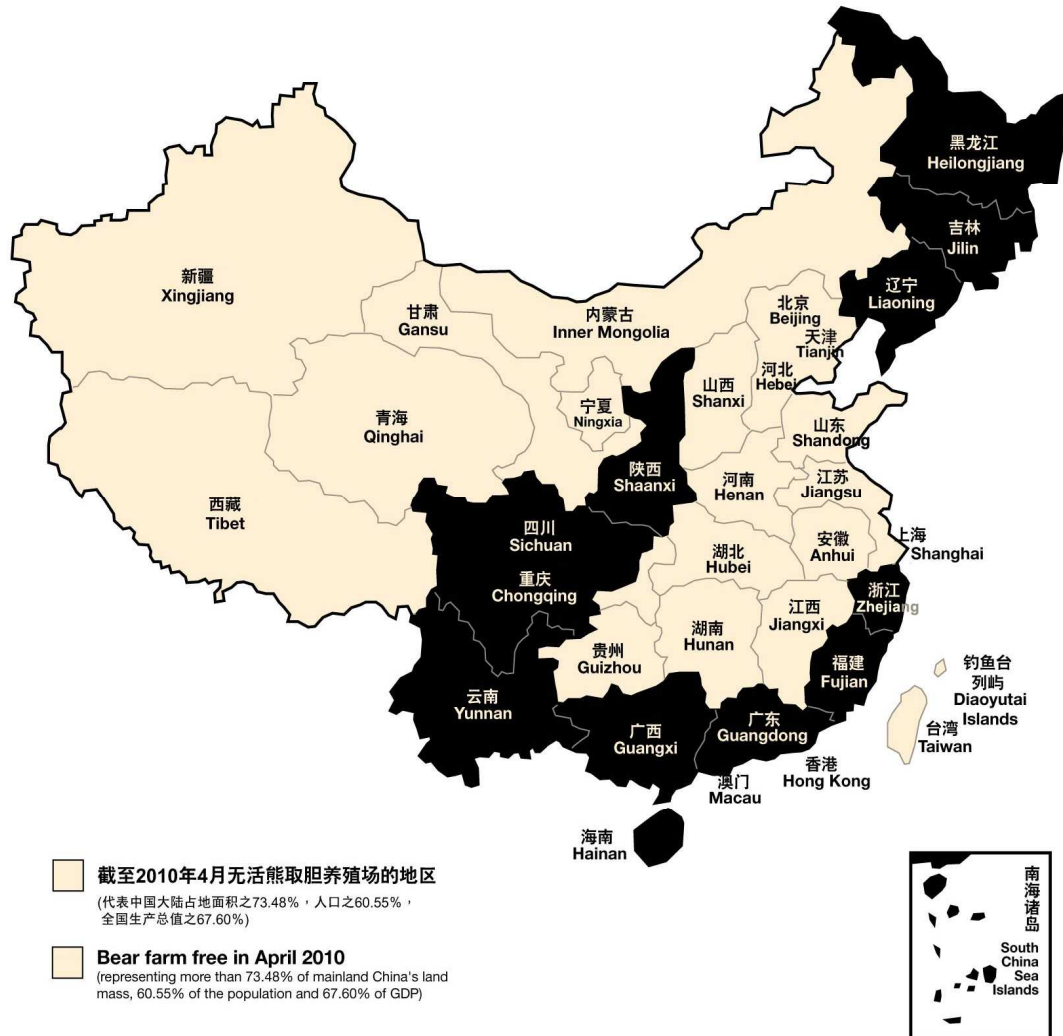 黑龙江
Heilongjiang
吉林
Jilin
辽宁
Liaoning
新疆
Xingjiang
甘肃
Gansu
内蒙古
Inner Mongolia
北京
Beijing
天津
Tianjin
河北
Hebei
山西
Shanxi
宁夏
Ningxia
青海
Qinghai
山东
Shandong
陕西
Shaanxi
河南
Henan
江苏
Jiangsu
西藏
Tibet
四川
Sichuan
重庆
Chongqing
湖北
Hubei
安徽
Anhui
上海
Shanghai
浙江
Zhejiang
江西
Jiangxi
湖南
Hunan
贵州
Guizhou
福建
Fujian
钓鱼台
列屿
Diaoyutai
Islands
云南
Yunnan
广西
Guangxi
广东
Guangdong
台湾
Taiwan
香港
Hong Kong
澳门
Macau
海南
Hainan
截至2010年4月无活熊取胆养殖场的地区
(代表中国大陆占地面积之73.48%,人口之60.55%,
全国生产总值之67.60%)
Bear farm free in April 2010
(representing more than 73.48% of mainland China's land
mass, 60.55% of the population and 67.60% of GDP)
南海诸岛
South
China
Sea
Islands